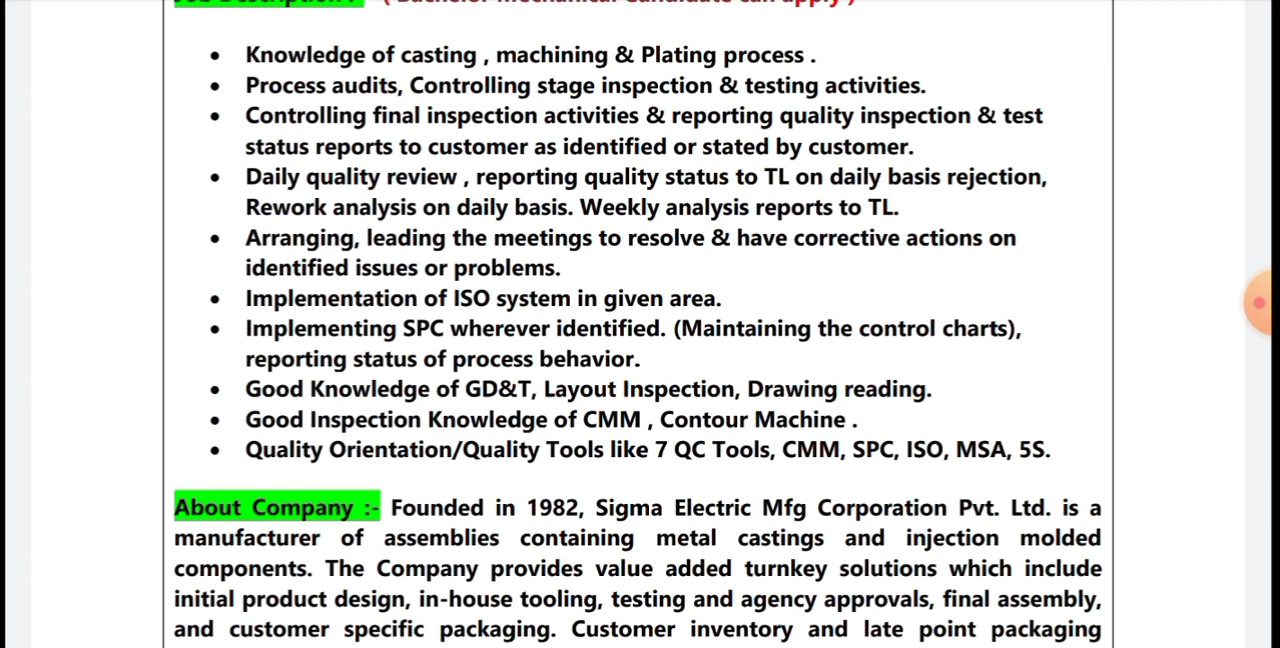 Job Description : ( Bachelor Mechanical Candidate can apply )
• Knowledge of casting , machining & Plating process .
• Process audits, Controlling stage inspection & testing activities.
• Controlling final inspection activities & reporting quality inspection & test
status reports to customer as identified or stated by customer.
• Daily quality review , reporting quality status to TL on daily basis rejection,
Rework analysis on daily basis. Weekly analysis reports to TL.
• Arranging, leading the meetings to resolve & have corrective actions on
identified issues or problems.
• Implementation of ISO system in given area.
• Implementing SPC wherever identified. (Maintaining the control charts),
reporting status of process behavior.
• Good Knowledge of GD&T, Layout Inspection, Drawing reading.
• Good Inspection Knowledge of CMM , Contour Machine .
• Quality Orientation/Quality Tools like 7 QC Tools, CMM, SPC, ISO, MSA, 5S.
About Company :- Founded in 1982, Sigma Electric Mfg Corporation Pvt. Ltd. is a
manufacturer of assemblies containing metal castings and injection molded
components. The Company provides value added turnkey solutions which include
initial product design, in-house tooling, testing and agency approvals, final assembly,
and customer specific packaging. Customer inventory and late point packaging